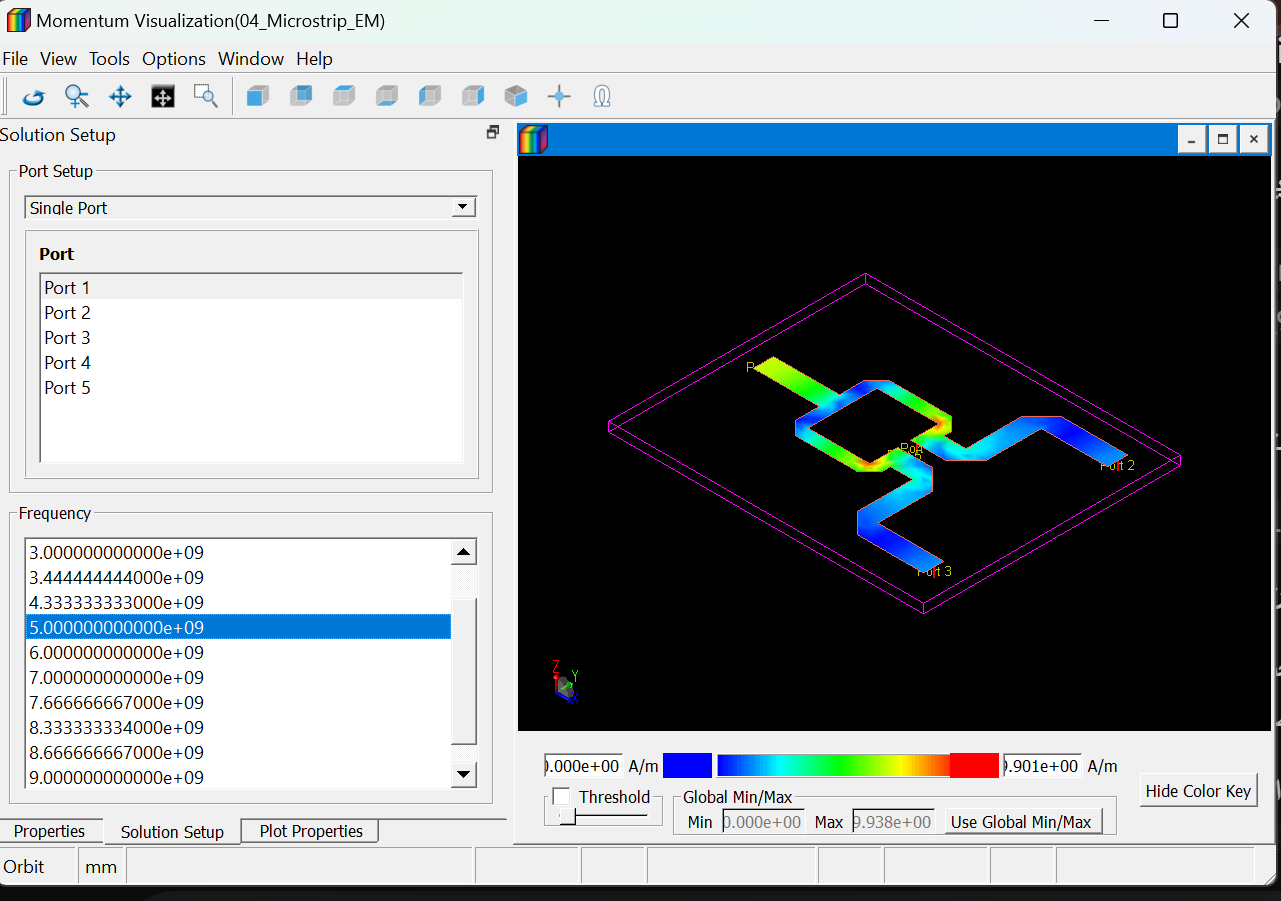 Momentum Visualization(04_Microstrip_EM)
File View Tools Options Window Help
Solution Setup
Port Setup
Single Port
Port
Port 1
Port 2
Port 3
Port 4
Port 5
Frequency
3.000000000000e+09
3.444444444000e+09
4.333333333000e+09
5.000000000000e+09
6.000000000000e+09
7.000000000000e+09
7.666666667000e+09
8.333333334000e+09
8.666666667000e+09
9.000000000000e+09
Properties Solution Setup Plot Properties
Orbit mm
P
Port
Port 2
Port 3
Z
Y
X
0.000e+00 A/m 9.901e+00 A/m
Threshold
Global Min/Max
Min 0.000e+00 Max 9.938e+00 Use Global Min/Max
Hide Color Key